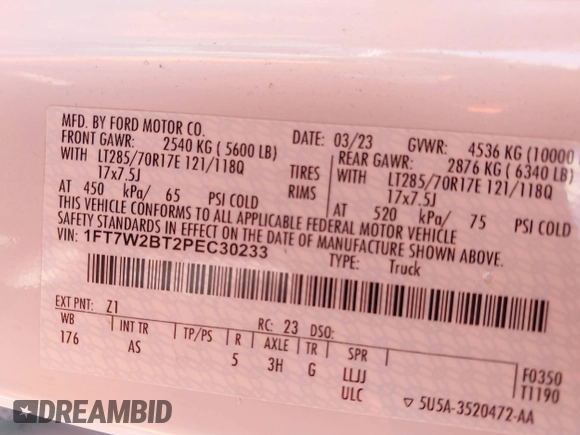 MFD. BY FORD MOTOR CO.
DATE: 03/23 GVWR: 4536 KG (10000
FRONT GAWR: 2540 KG ( 5600 LB) REAR GAWR: 2876 KG ( 6340 LB)
WITH LT285/70R17E 121/118Q TIRES WITH LT285/70R17E 121/118Q
17x7.5J RIMS 17x7.5J
AT 450 kPa/ 65 PSI COLD AT 520 kPa/ 75 PSI COLD
THIS VEHICLE CONFORMS TO ALL APPLICABLE FEDERAL MOTOR VEHICLE
SAFETY STANDARDS IN EFFECT ON THE DATE OF MANUFACTURE SHOWN ABOVE.
VIN: 1FT7W2BT2PEC30233 TYPE: Truck
EXT PNT: Z1 RC: 23 DSO:
WB INT TR TP/PS R AXLE TR SPR F0350
176 AS 5 3H G LLJJ T1190
ULC ▽5U5A-3520472-AA
DREAMBID